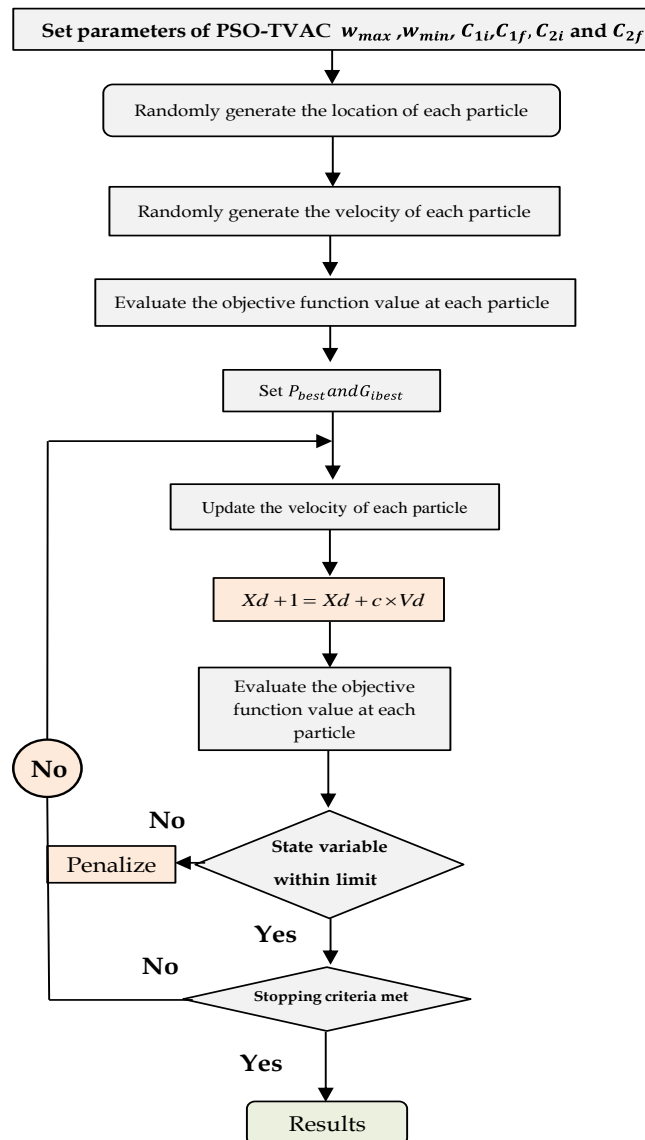 Set parameters of PSO-TVAC w_max ,w_min, C_1i,C_1f, C_2i and C_2f
Randomly generate the location of each particle
Randomly generate the velocity of each particle
Evaluate the objective function value at each particle
Set P_best and G_ibest
Update the velocity of each particle
Xd + 1 = Xd + c × Vd
Evaluate the objective
function value at each
particle
No
No
State variable
within limit
Penalize
Yes
No
Stopping criteria met
Yes
Results